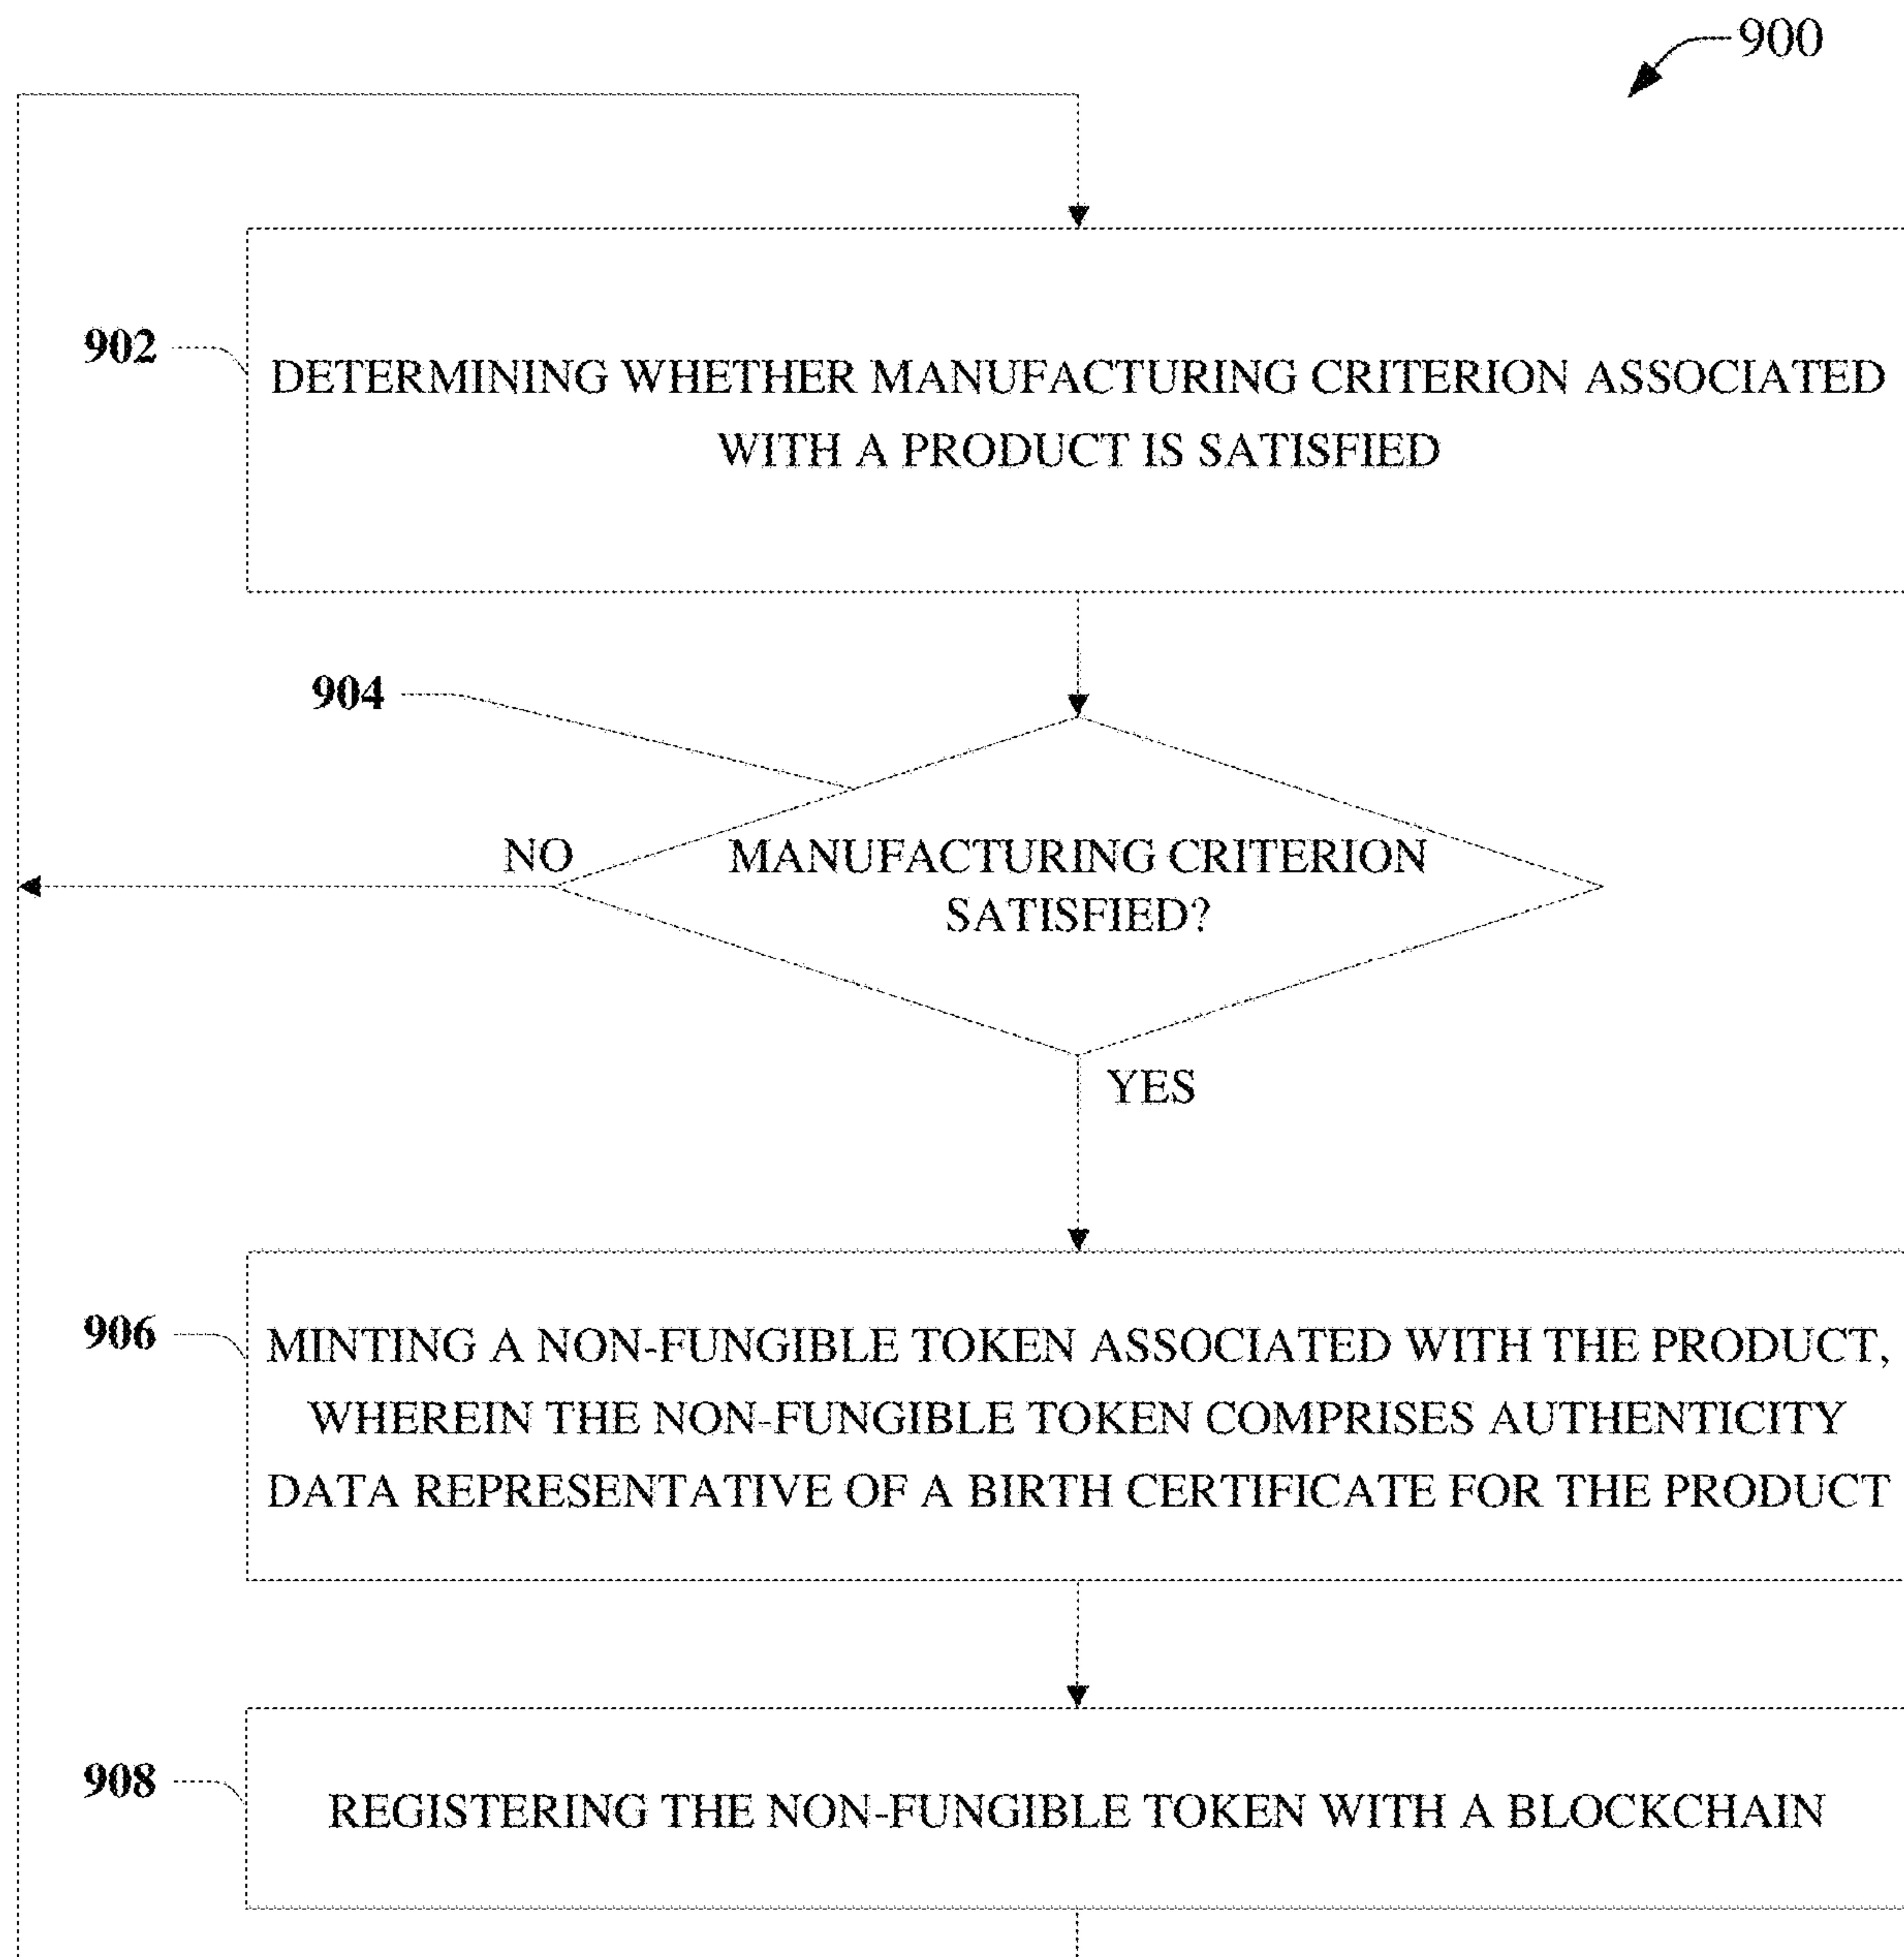 900
902
DETERMINING WHETHER MANUFACTURING CRITERION ASSOCIATED
WITH A PRODUCT IS SATISFIED
904
NO
MANUFACTURING CRITERION
SATISFIED?
YES
906
MINTING A NON-FUNGIBLE TOKEN ASSOCIATED WITH THE PRODUCT,
WHEREIN THE NON-FUNGIBLE TOKEN COMPRISES AUTHENTICITY
DATA REPRESENTATIVE OF A BIRTH CERTIFICATE FOR THE PRODUCT
908
REGISTERING THE NON-FUNGIBLE TOKEN WITH A BLOCKCHAIN